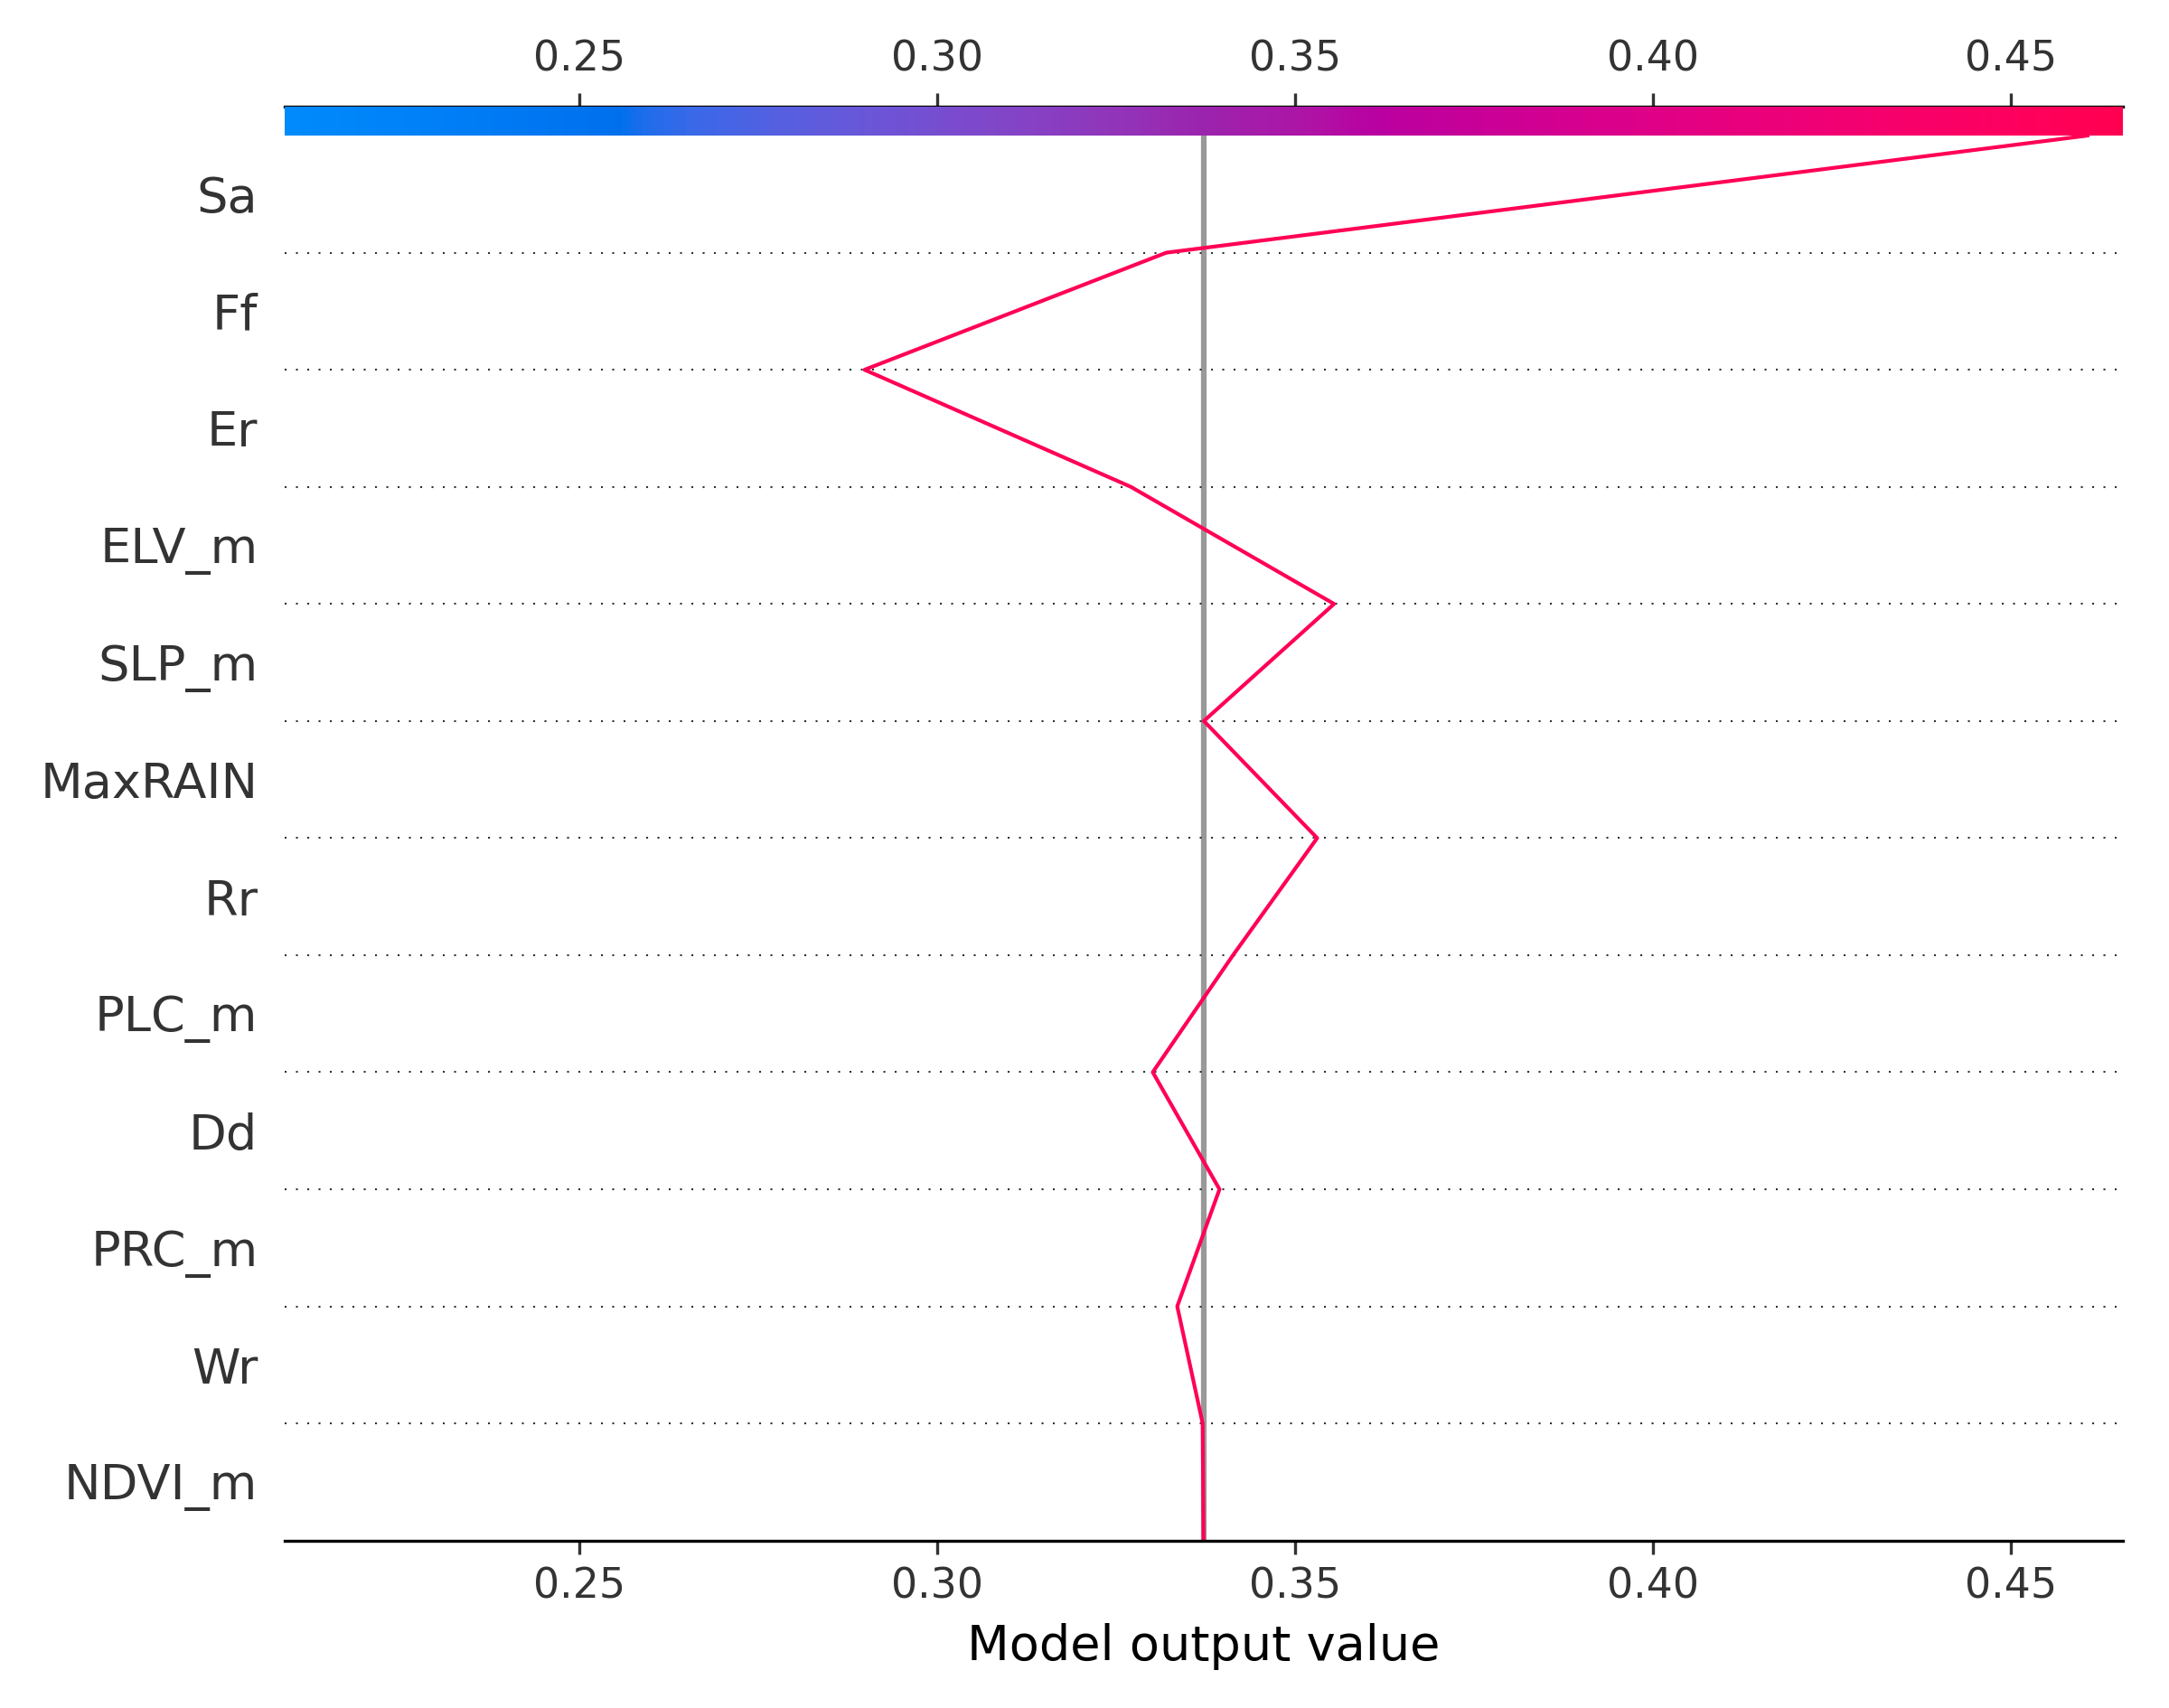 0.25 0.30 0.35 0.40 0.45
Sa
Ff
Er
ELV_m
SLP_m
MaxRAIN
Rr
PLC_m
Dd
PRC_m
Wr
NDVI_m
0.25 0.30 0.35 0.40 0.45
Model output value